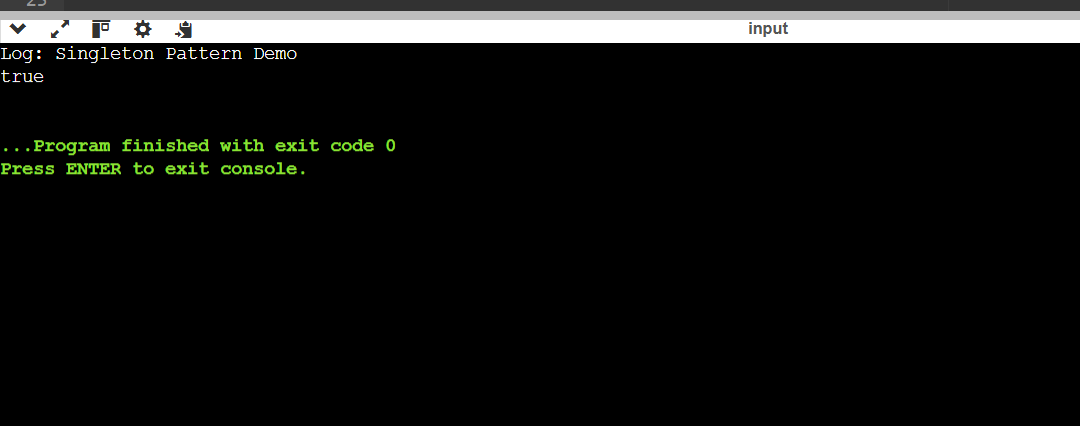 input
Log: Singleton Pattern Demo
true
...Program finished with exit code 0
Press ENTER to exit console.